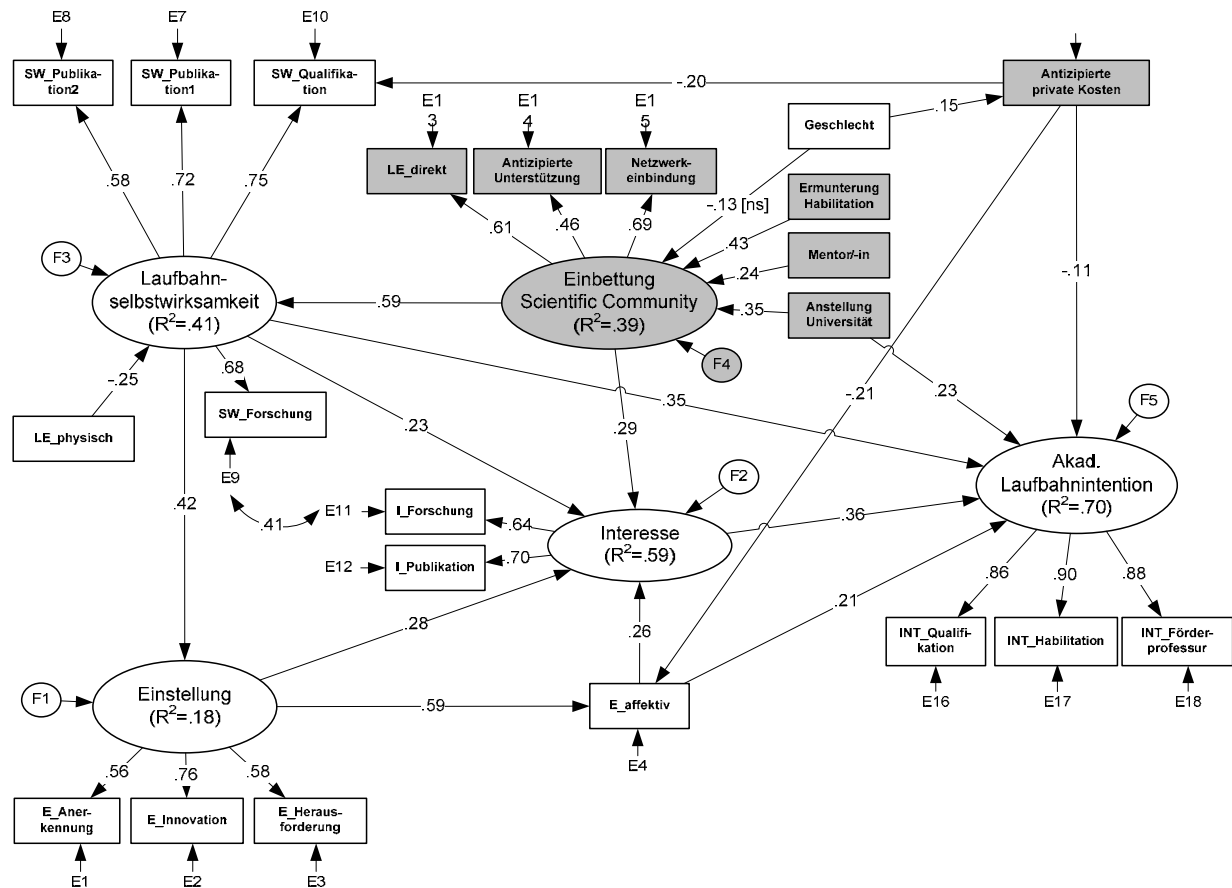 E8
E7
E10
SW_Publika-
tion2
SW_Publika-
tion1
SW_Qualifika-
tion
-.20
Antizipierte
private Kosten
E1
3
E1
4
E1
5
Geschlecht
.15
LE_direkt
Antizipierte
Unterstützung
Netzwerk-
einbindung
.58
.72
.75
-.13 [ns]
Ermunterung
Habilitation
.61
.46
.69
.43
Mentor/-in
.24
-.11
F3
Laufbahn-
selbstwirksamkeit
(R²=.41)
.59
Einbettung
Scientific Community
(R²=.39)
.35
Anstellung
Universität
F4
-.25
.68
LE_physisch
SW_Forschung
.23
.29
.35
-.21
.23
F5
E9
.42
.41
E11
I_Forschung
.64
F2
Interesse
(R²=.59)
.36
Akad.
Laufbahnintention
(R²=.70)
E12
I_Publikation
.70
.86
.90
.88
.28
.26
.21
INT_Qualifi-
kation
INT_Habilitation
INT_Förder-
professur
F1
Einstellung
(R²=.18)
.59
E_affektiv
E16
E17
E18
E4
.56
.76
.58
E_Aner-
kennung
E_Innovation
E_Heraus-
forderung
E1
E2
E3